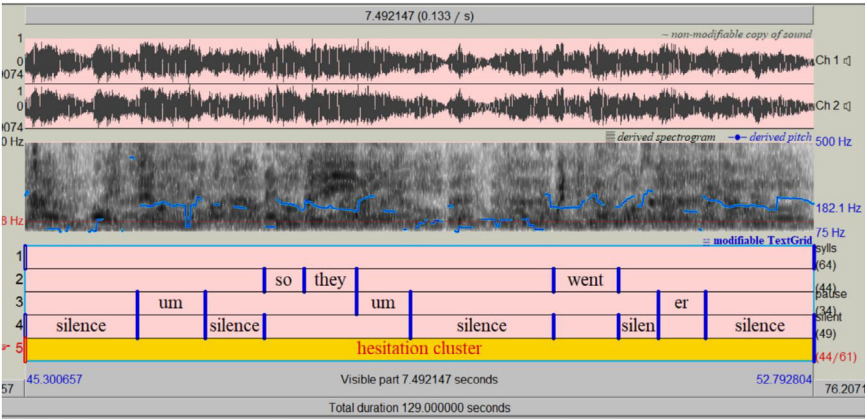 7.492147 (0.133 / s)
~ non-modifiable copy of sound
1
0
0074
Ch 1
1
0
0074
Ch 2
derived spectrogram derived pitch
0 Hz
500 Hz
182.1 Hz
8 Hz
75 Hz
modifiable TextGrid
1
sylls
(64)
2 so they went
(44)
3 um um er
pause
(34)
4 silence silence silence silen silence
silent
(49)
5 hesitation cluster
(44/61)
45.300657 Visible part 7.492147 seconds 52.792804
57 76.2071
Total duration 129.000000 seconds